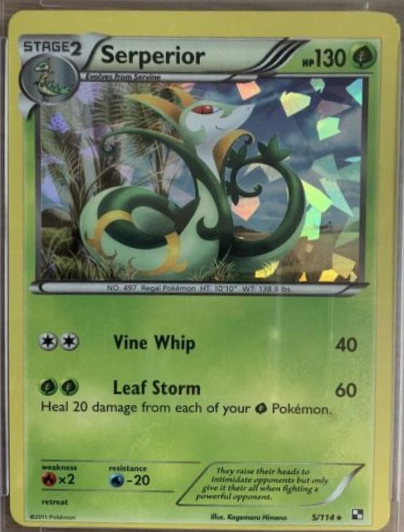 STAGE2 Serperior HP130
Evolves from Servine
NO. 497 Regal Pokémon. HT: 10'10" WT: 138.9 lbs.
Vine Whip 40
Leaf Storm 60
Heal 20 damage from each of your Pokémon.
weakness resistance
×2 -20
retreat
They raise their heads to
intimidate opponents but only
give it their all when fighting a
powerful opponent.
©2011 Pokémon Illus. Kagemaru Himeno 5/114 ★